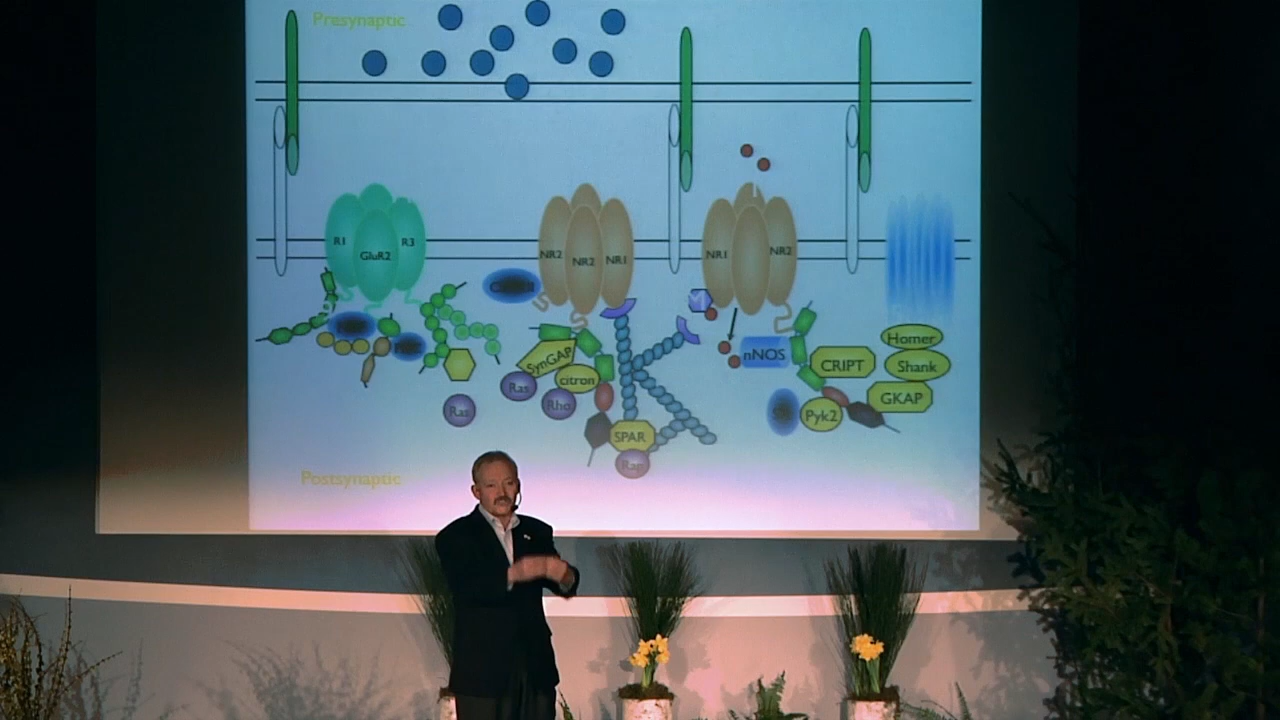 Presynaptic
R1
GluR2
R3
NR2
NR2
NR1
NR1
NR2
SynGAP
citron
Ras
Rho
Ras
SPAR
Rap
nNOS
CRIPT
Pyk2
Homer
Shank
GKAP
Postsynaptic